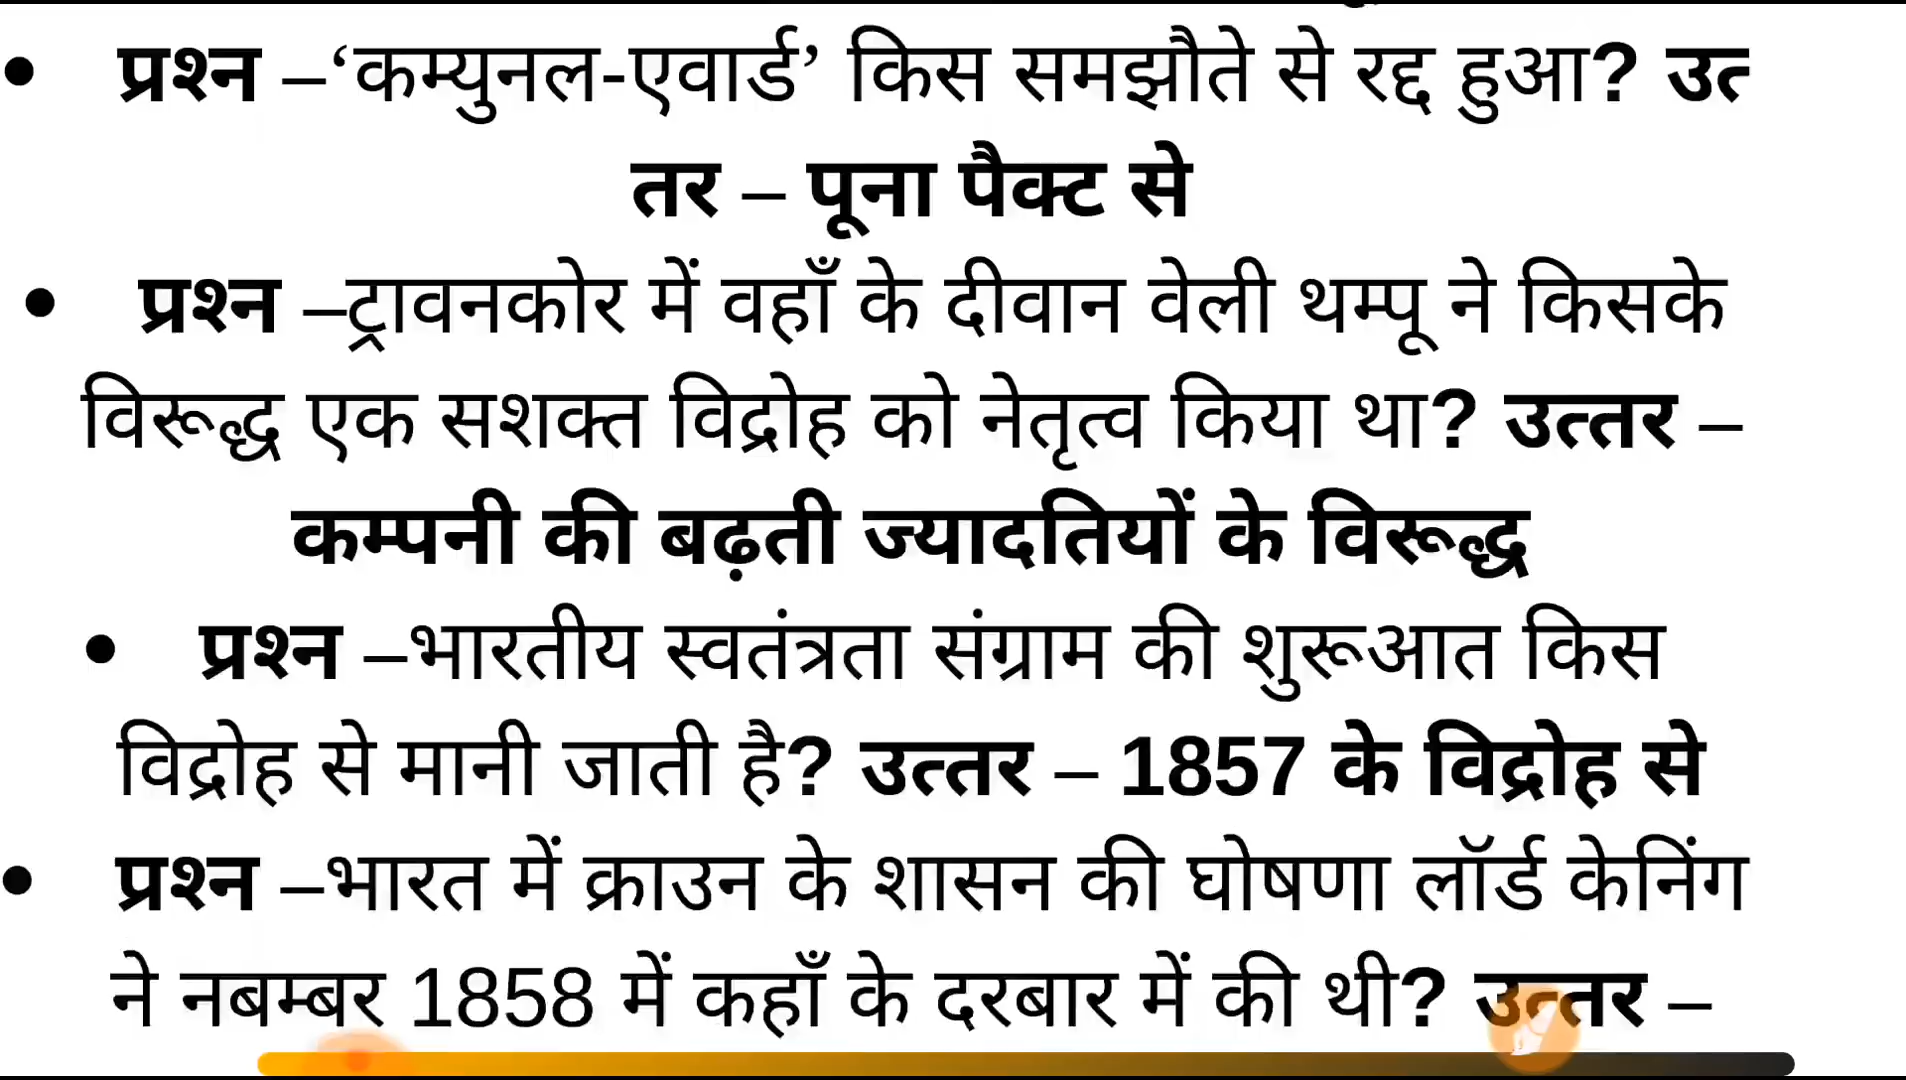 • प्रश्न –‘कम्युनल-एवार्ड’ किस समझौते से रद्द हुआ? उत
तर – पूना पैक्ट से
• प्रश्न –ट्रावनकोर में वहाँ के दीवान वेली थम्पू ने किसके
विरूद्ध एक सशक्त विद्रोह को नेतृत्व किया था? उत्तर –
कम्पनी की बढ़ती ज्यादतियों के विरूद्ध
• प्रश्न –भारतीय स्वतंत्रता संग्राम की शुरूआत किस
विद्रोह से मानी जाती है? उत्तर – 1857 के विद्रोह से
• प्रश्न –भारत में क्राउन के शासन की घोषणा लॉर्ड केनिंग
ने नबम्बर 1858 में कहाँ के दरबार में की थी? उत्तर –